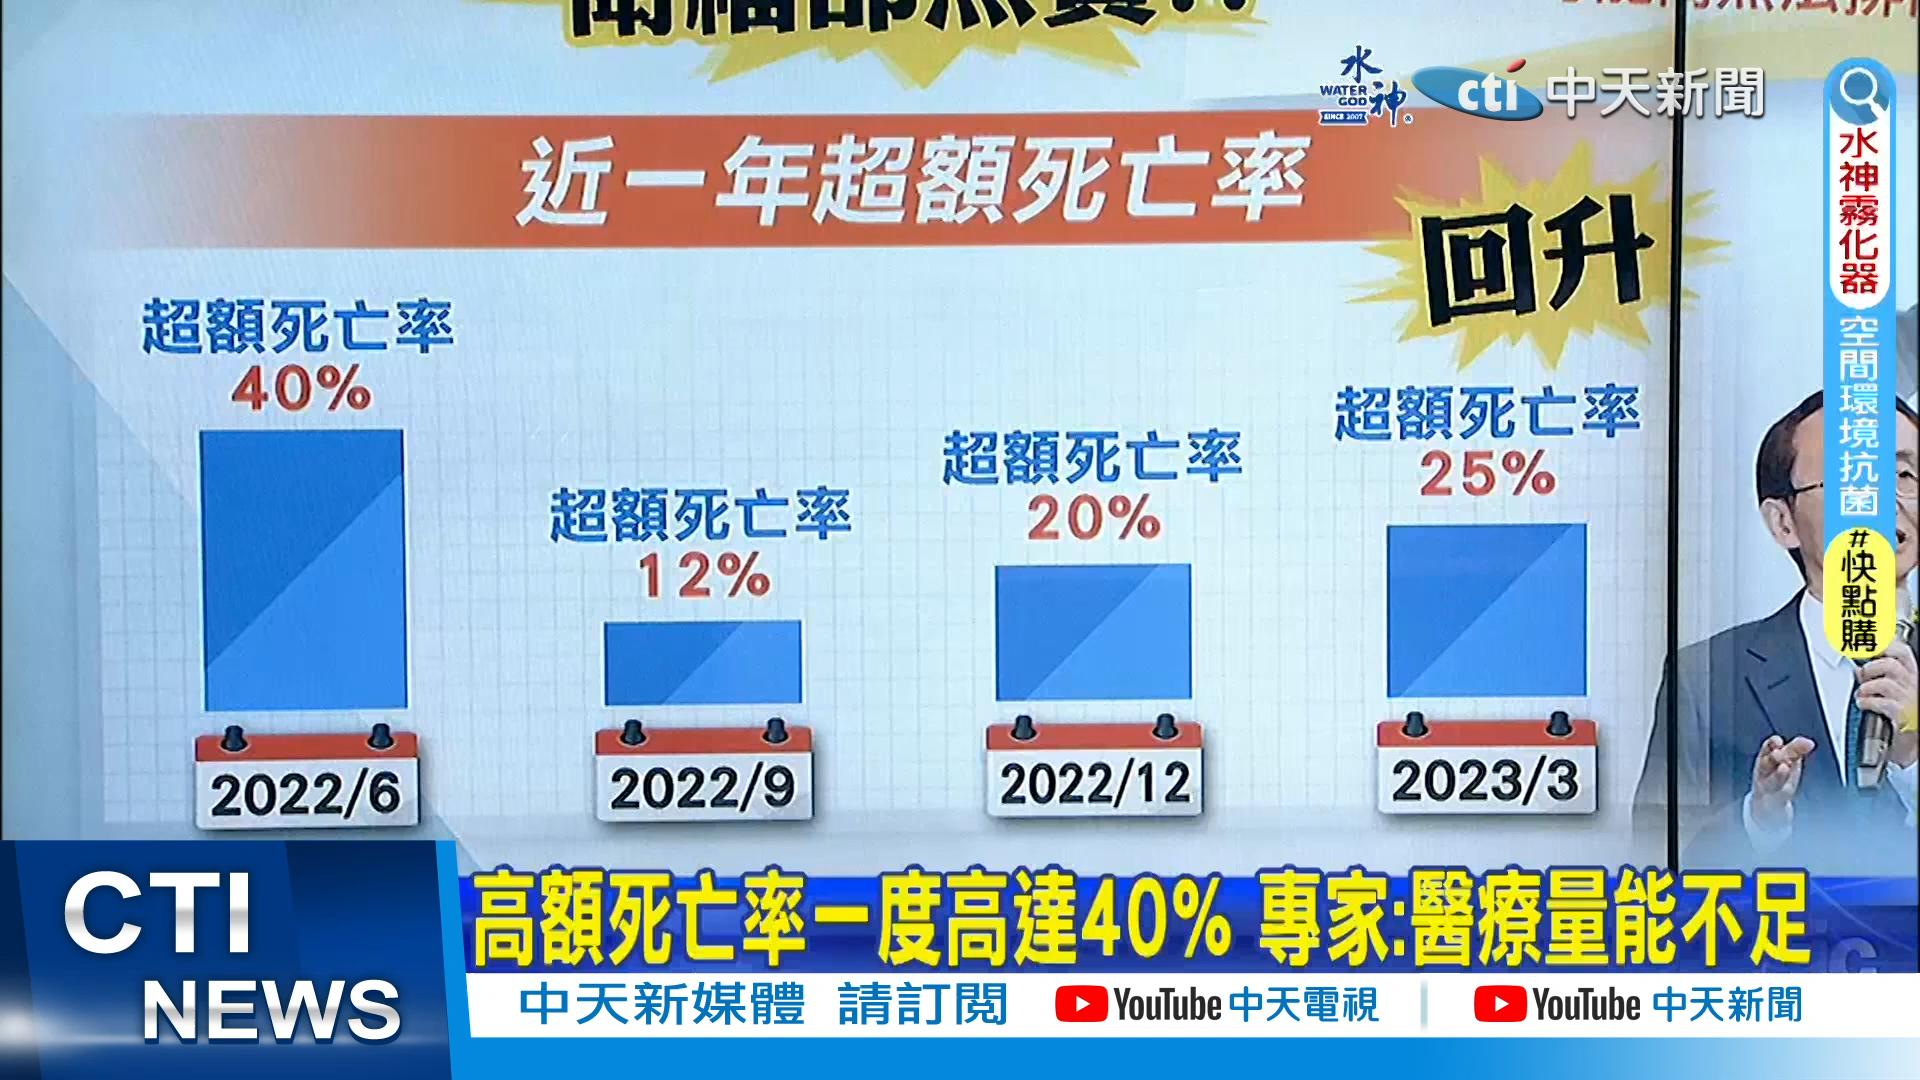 水神
WATER
GOD
SINCE 2007
cti 中天新聞
近一年超額死亡率
回升
超額死亡率
40%
超額死亡率
12%
超額死亡率
20%
超額死亡率
25%
2022/6
2022/9
2022/12
2023/3
水神霧化器
空間環境抗菌
#快點購
CTI
NEWS
高額死亡率一度高達40% 專家:醫療量能不足
中天新媒體 請訂閱 YouTube 中天電視 YouTube 中天新聞